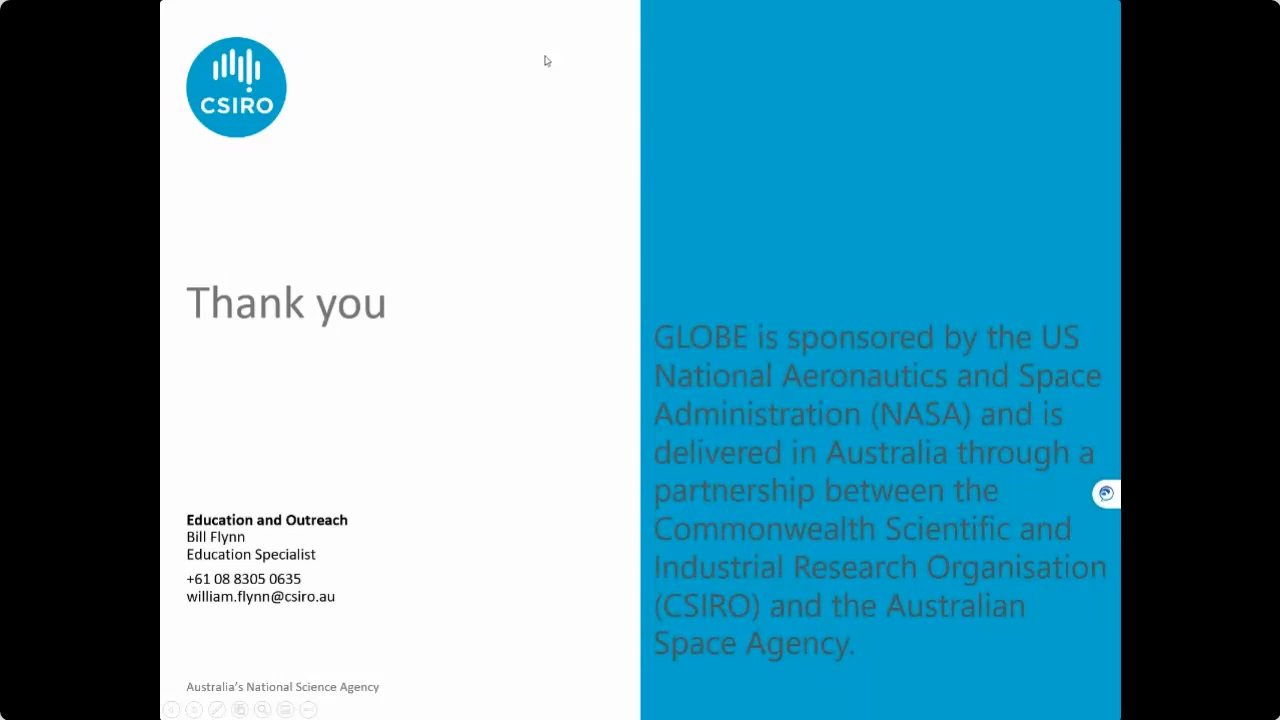 CSIRO
Thank you
Education and Outreach
Bill Flynn
Education Specialist
+61 08 8305 0635
william.flynn@csiro.au
Australia's National Science Agency
GLOBE is sponsored by the US
National Aeronautics and Space
Administration (NASA) and is
delivered in Australia through a
partnership between the
Commonwealth Scientific and
Industrial Research Organisation
(CSIRO) and the Australian
Space Agency.